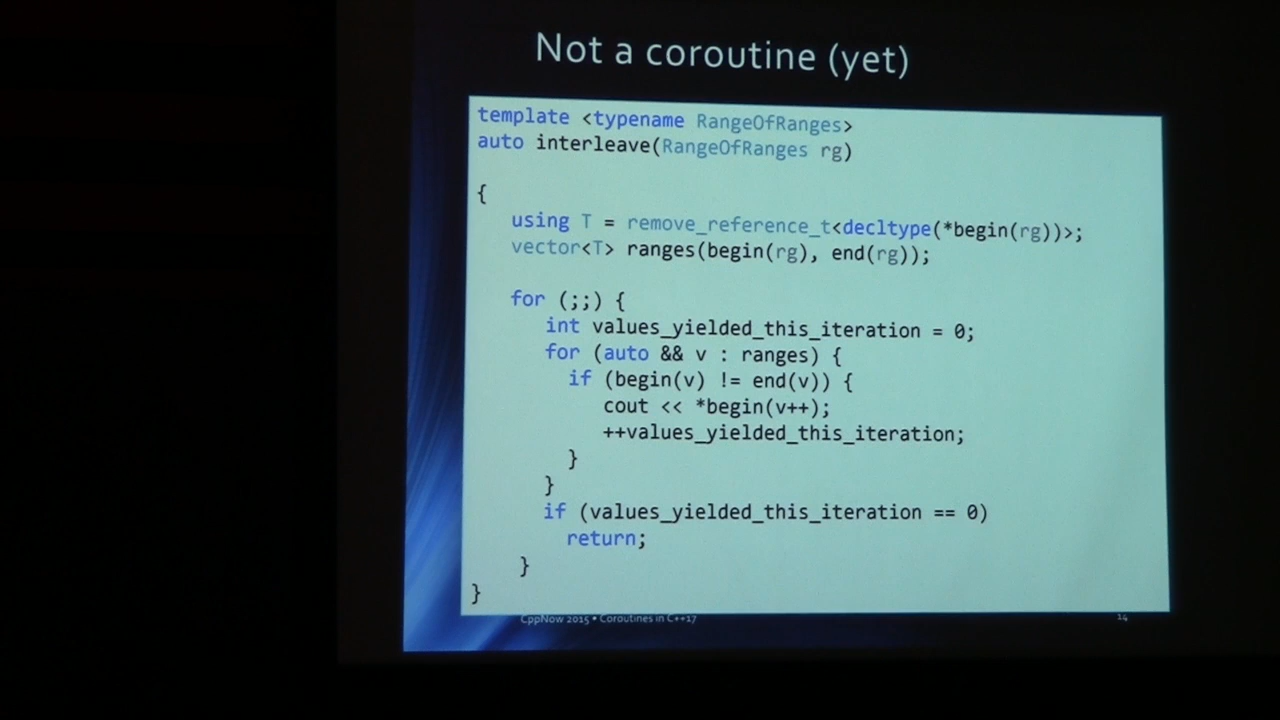 Not a coroutine (yet)
template <typename RangeOfRanges>
auto interleave(RangeOfRanges rg)
{
using T = remove_reference_t<decltype(*begin(rg))>;
vector<T> ranges(begin(rg), end(rg));
for (;;) {
int values_yielded_this_iteration = 0;
for (auto && v : ranges) {
if (begin(v) != end(v)) {
cout << *begin(v++);
++values_yielded_this_iteration;
}
}
if (values_yielded_this_iteration == 0)
return;
}
}
CppNow 2015 • Coroutines in C++17
14